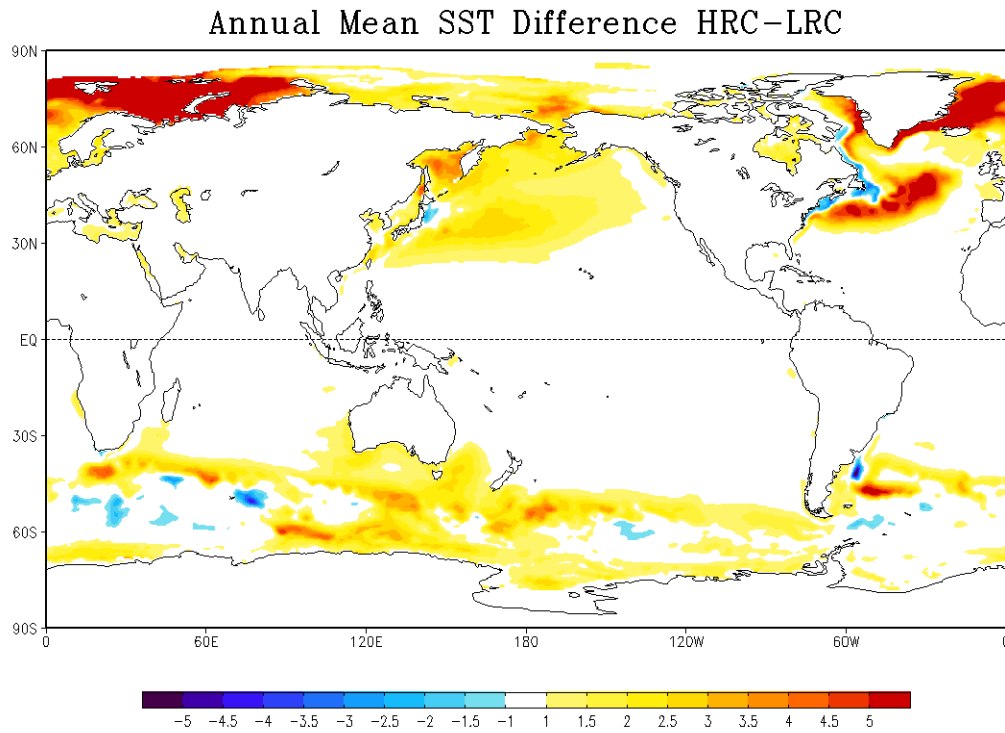 Annual Mean SST Difference HRC-LRC
90N
60N
30N
EQ
30S
60S
90S
0 60E 120E 180 120W 60W 0
-5 -4.5 -4 -3.5 -3 -2.5 -2 -1.5 -1 1 1.5 2 2.5 3 3.5 4 4.5 5